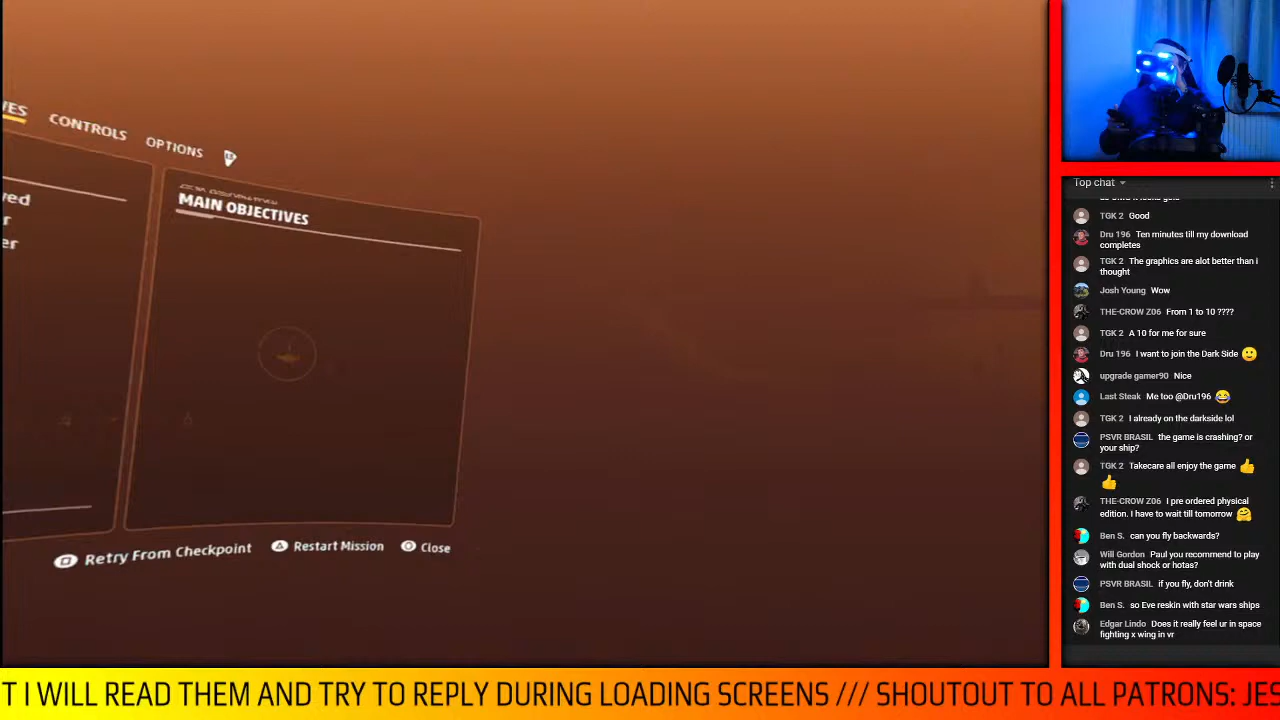 CONTROLS OPTIONS
MAIN OBJECTIVES
Retry From Checkpoint Restart Mission Close
Top chat
TGK 2 Good
Dru 196 Ten minutes till my download
completes
TGK 2 The graphics are alot better than i
thought
Josh Young Wow
THE-CROW Z06 From 1 to 10 ????
TGK 2 A 10 for me for sure
Dru 196 I want to join the Dark Side 🙂
upgrade gamer90 Nice
Last Steak Me too @Dru196 😂
TGK 2 I already on the darkside lol
PSVR BRASIL the game is crashing? or
your ship?
TGK 2 Takecare all enjoy the game 👍
👍
THE-CROW Z06 I pre ordered physical
edition. I have to wait till tomorrow 🤗
Ben S. can you fly backwards?
Will Gordon Paul you recommend to play
with dual shock or hotas?
PSVR BRASIL if you fly, don't drink
Ben S. so Eve reskin with star wars ships
Edgar Lindo Does it really feel ur in space
fighting x wing in vr
T I WILL READ THEM AND TRY TO REPLY DURING LOADING SCREENS /// SHOUTOUT TO ALL PATRONS: JES